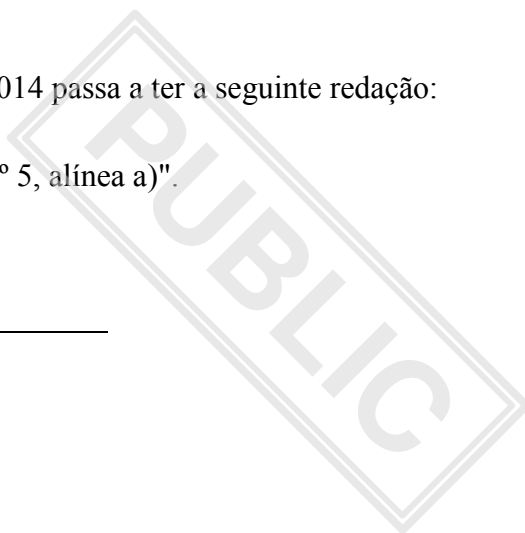 014 passa a ter a seguinte redação:
º 5, alínea a)".
PUBLIC